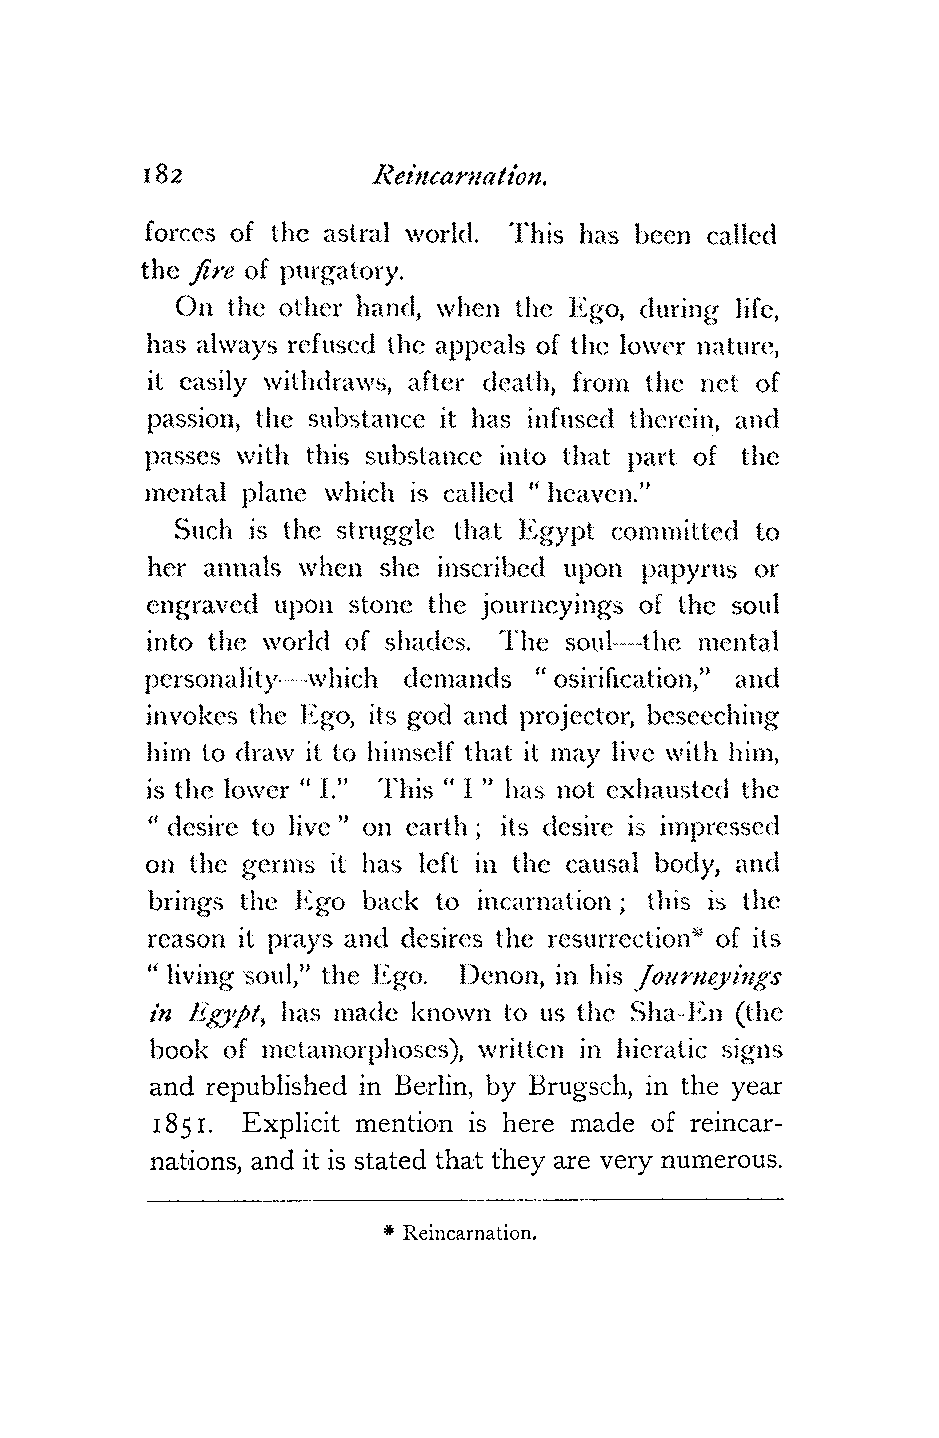 182 Reincarnation.
forces of the astral world. This has been called
the fire of purgatory.
On the other hand, when the Ego, during life,
has always refused the appeals of the lower nature,
it easily withdraws, after death, from the net of
passion, the substance it has infused therein, and
passes with this substance into that part of the
mental plane which is called “ heaven.”
Such is the struggle that Egypt committed to
her annals when she inscribed upon papyrus or
engraved upon stone the journeyings of the soul
into the world of shades. The soul—the mental
personality—which demands “ osirification,” and
invokes the Ego, its god and projector, beseeching
him to draw it to himself that it may live with him,
is the lower “ I.” This “ I ” has not exhausted the
“ desire to live ” on earth ; its desire is impressed
on the germs it has left in the causal body, and
brings the Ego back to incarnation ; this is the
reason it prays and desires the resurrection* of its
“ living soul,” the Ego. Denon, in his Journeyings
in Egypt, has made known to us the Sha-En (the
book of metamorphoses), written in hieratic signs
and republished in Berlin, by Brugsch, in the year
1851. Explicit mention is here made of reincar-
nations, and it is stated that they are very numerous.
* Reincarnation.